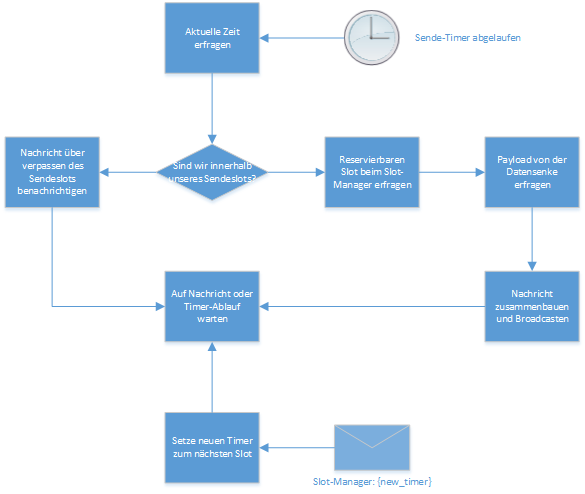 Aktuelle Zeit
erfragen
Sende-Timer abgelaufen
Nachricht über
verpassen des
Sendeslots
benachrichtigen
Sind wir innerhalb
unseres Sendeslots?
Reservierbaren
Slot beim Slot-
Manager erfragen
Payload von der
Datensenke
erfragen
Auf Nachricht oder
Timer-Ablauf
warten
Nachricht
zusammenbauen
und Broadcasten
Setze neuen Timer
zum nächsten Slot
Slot-Manager: {new_timer}